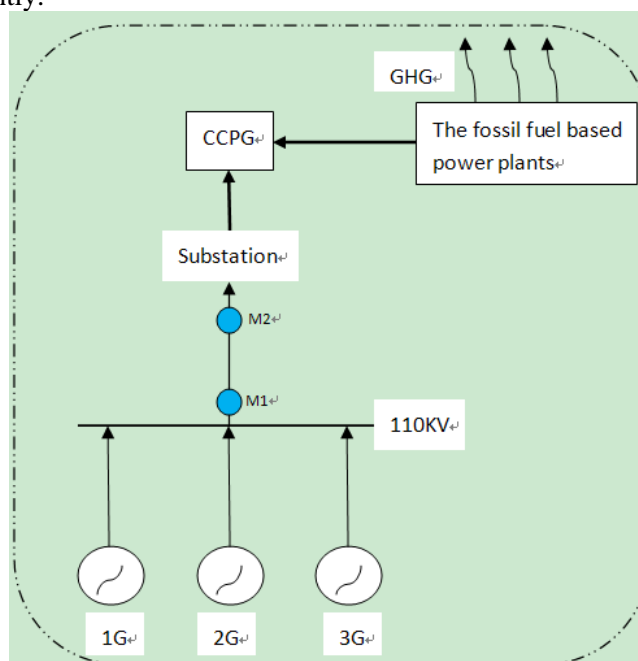 ntry.
GHG
The fossil fuel based
power plants
CCPG
Substation
M2
M1
110KV
1G
2G
3G